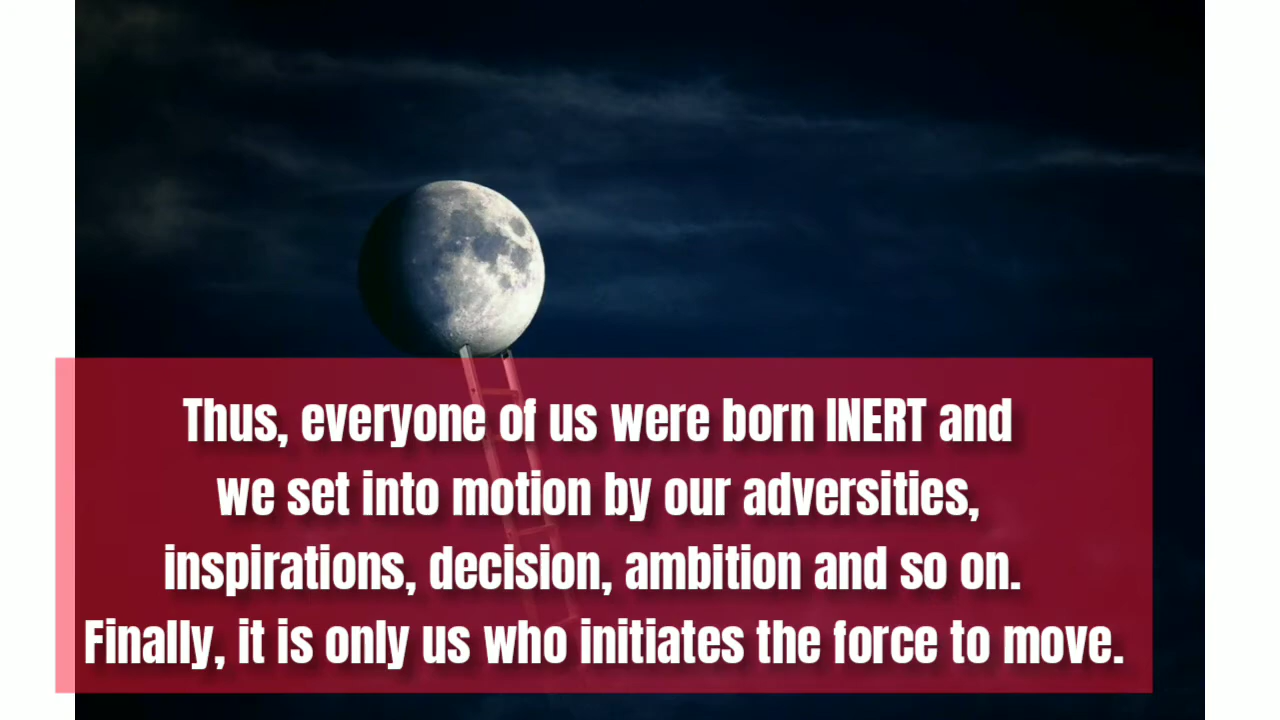 Thus, everyone of us were born INERT and
we set into motion by our adversities,
inspirations, decision, ambition and so on.
Finally, it is only us who initiates the force to move.